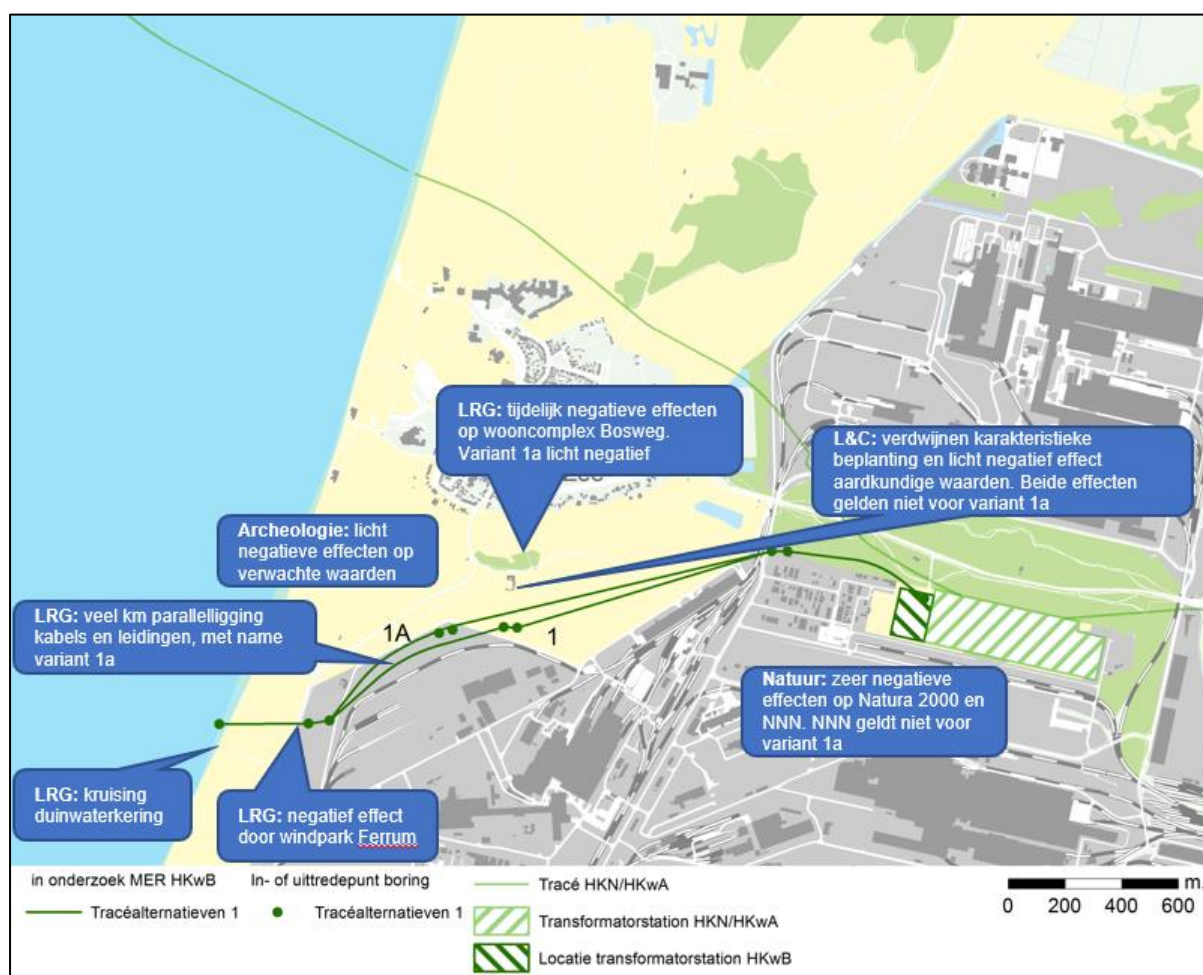 LRG: tijdelijk negatieve effecten
op wooncomplex Bosweg.
Variant 1a licht negatief
L&C: verdwijnen karakteristieke
beplanting en licht negatief effect
aardkundige waarden. Beide effecten
gelden niet voor variant 1a
Archeologie: licht
negatieve effecten op
verwachte waarden
LRG: veel km parallelligging
kabels en leidingen, met name
variant 1a
1A
1
Natuur: zeer negatieve
effecten op Natura 2000 en
NNN. NNN geldt niet voor
variant 1a
LRG: kruising
duinwaterkering
LRG: negatief effect
door windpark Ferrum
in onderzoek MER HKwB
In- of uittredepunt boring
Tracé HKN/HKwA
Tracéalternatieven 1
Tracéalternatieven 1
Transformatorstation HKN/HKwA
Locatie transformatorstation HKwB
m
0 200 400 600